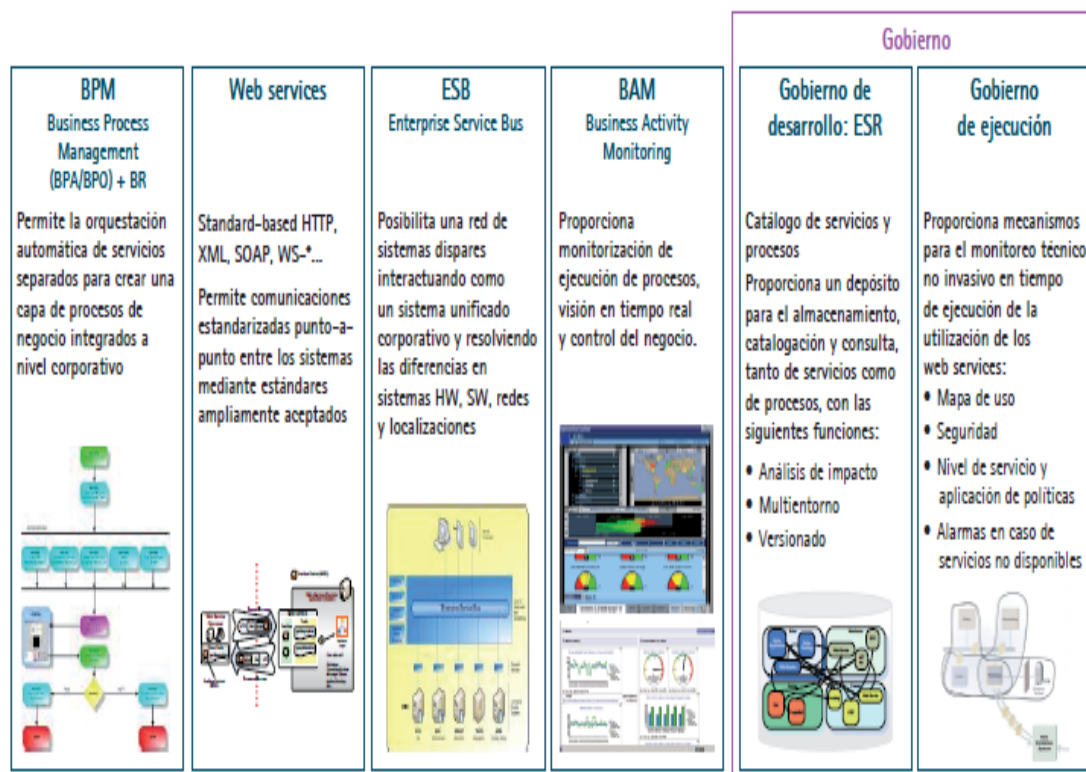 Gobierno
BPM
Business Process
Management
(BPA/BPO) + BR
Permite la orquestación
automática de servicios
separados para crear una
capa de procesos de
negocio integrados a
nivel corporativo
Web services
Standard-based HTTP,
XML, SOAP, WS-*...
Permite comunicaciones
estandarizadas punto-a-
punto entre los sistemas
mediante estándares
ampliamente aceptados
ESB
Enterprise Service Bus
Posibilita una red de
sistemas dispares
interactuando como
un sistema unificado
corporativo y resolviendo
las diferencias en
sistemas HW, SW, redes
y localizaciones
BAM
Business Activity
Monitoring
Proporciona
monitorización de
ejecución de procesos,
visión en tiempo real
y control del negocio.
Gobierno de
desarrollo: ESR
Catálogo de servicios y
procesos
Proporciona un depósito
para el almacenamiento,
catalogación y consulta,
tanto de servicios como
de procesos, con las
siguientes funciones:
• Análisis de impacto
• Multientorno
• Versionado
Gobierno
de ejecución
Proporciona mecanismos
para el monitoreo técnico
no invasivo en tiempo
de ejecución de la
utilización de los
web services:
• Mapa de uso
• Seguridad
• Nivel de servicio y
aplicación de políticas
• Alarmas en caso de
servicios no disponibles